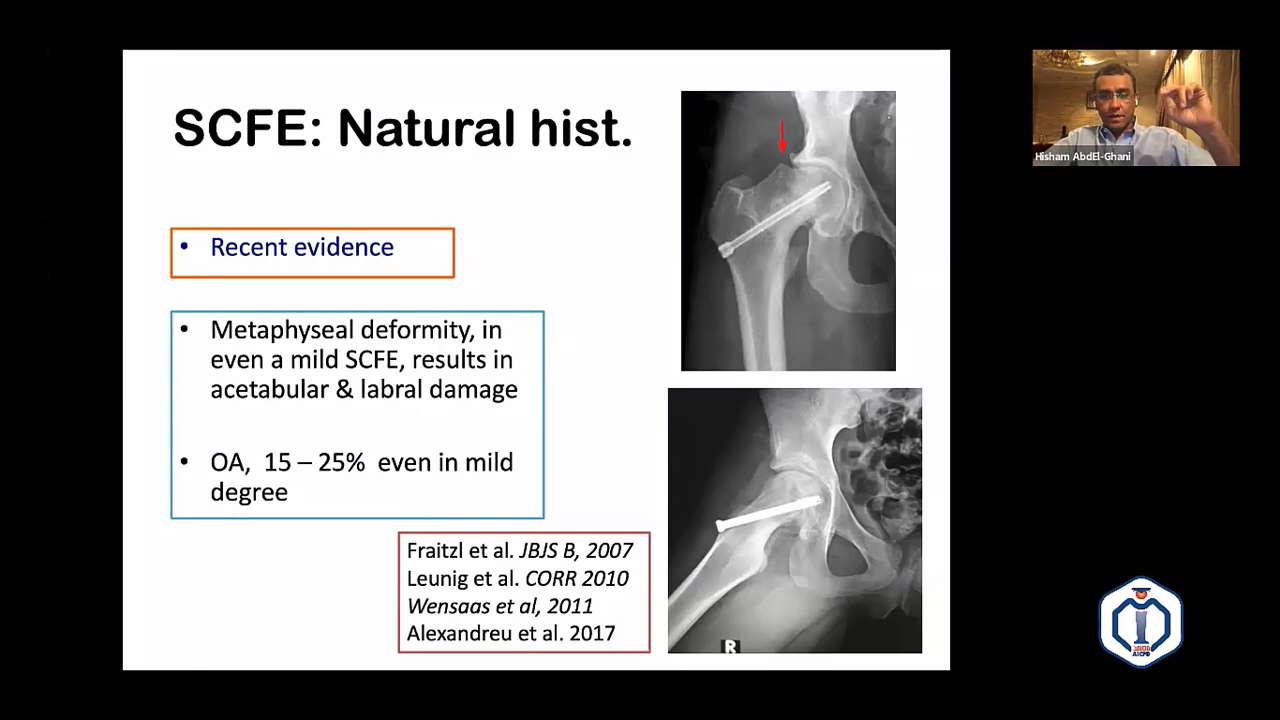 SCFE: Natural hist.
• Recent evidence
• Metaphyseal deformity, in
even a mild SCFE, results in
acetabular & labral damage
• OA, 15 – 25% even in mild
degree
Fraitzl et al. JBJS B, 2007
Leunig et al. CORR 2010
Wensaas et al, 2011
Alexandreu et al. 2017
R
Hisham AbdEl-Ghani